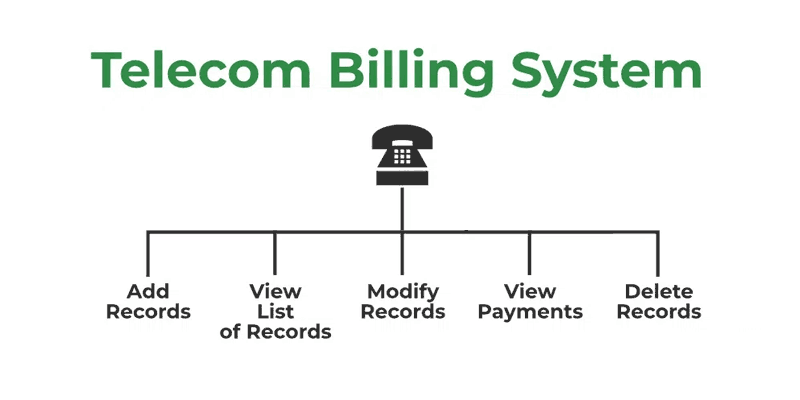 Telecom Billing System
Add
Records
View
List
of Records
Modify
Records
View
Payments
Delete
Records